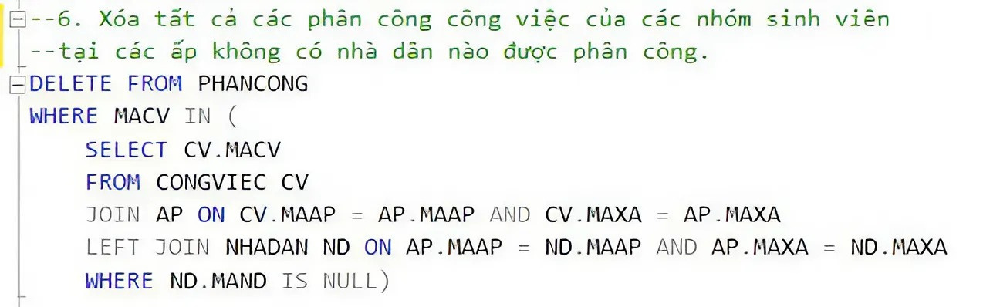 --6. Xóa tất cả các phân công công việc của các nhóm sinh viên
--tại các ấp không có nhà dân nào được phân công.
DELETE FROM PHANCONG
WHERE MACV IN (
SELECT CV.MACV
FROM CONGVIEC CV
JOIN AP ON CV.MAAP = AP.MAAP AND CV.MAXA = AP.MAXA
LEFT JOIN NHADAN ND ON AP.MAAP = ND.MAAP AND AP.MAXA = ND.MAXA
WHERE ND.MAND IS NULL)